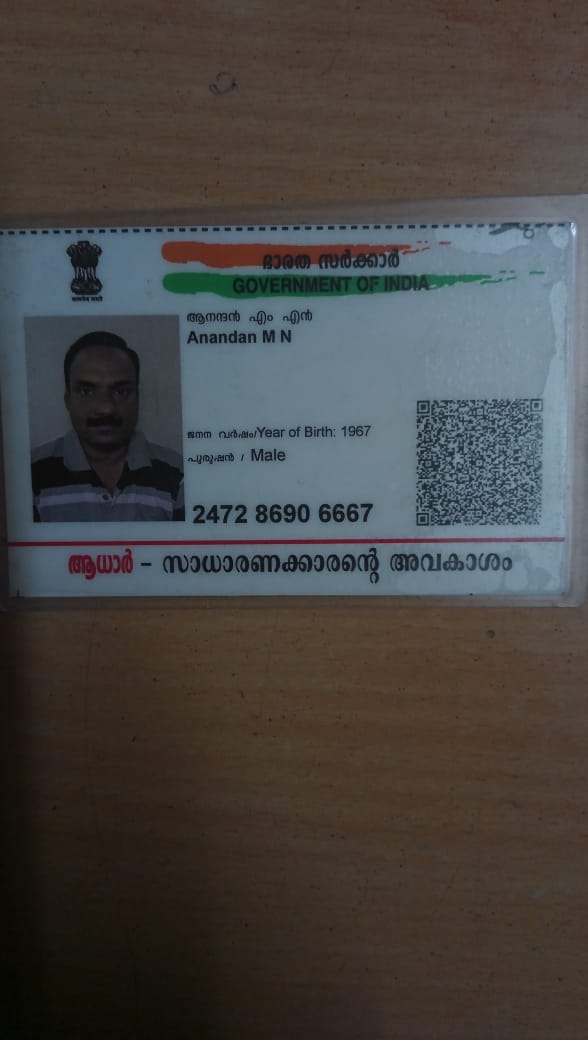 ഭാരത സർക്കാർ
GOVERNMENT OF INDIA
ആനന്ദൻ എം എൻ
Anandan M N
ജനന വർഷം/Year of Birth: 1967
പുരുഷൻ / Male
2472 8690 6667
ആധാർ - സാധാരണക്കാരന്റെ അവകാശം